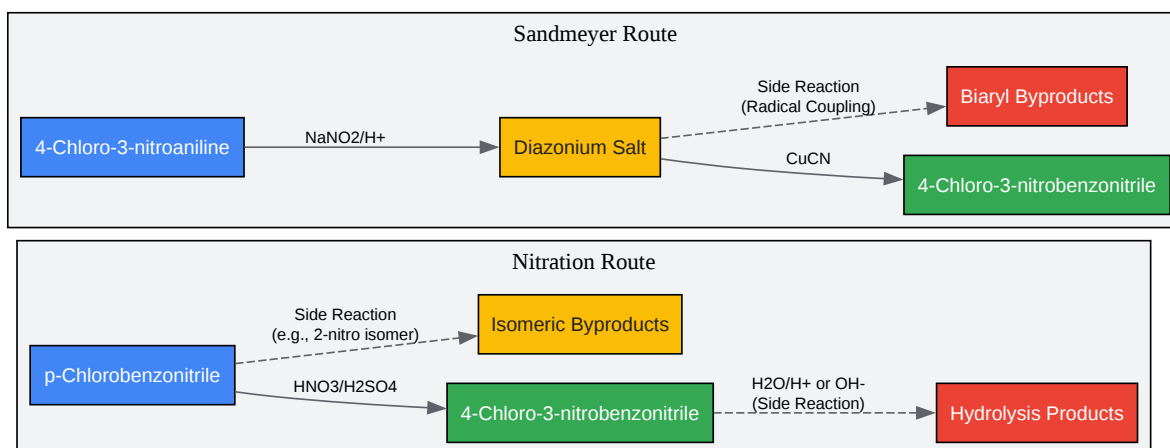 Sandmeyer Route
4-Chloro-3-nitroaniline
NaNO2/H+
Diazonium Salt
Side Reaction
(Radical Coupling)
Biaryl Byproducts
CuCN
4-Chloro-3-nitrobenzonitrile
Nitration Route
p-Chlorobenzonitrile
Side Reaction
(e.g., 2-nitro isomer)
Isomeric Byproducts
HNO3/H2SO4
4-Chloro-3-nitrobenzonitrile
H2O/H+ or OH-
(Side Reaction)
Hydrolysis Products